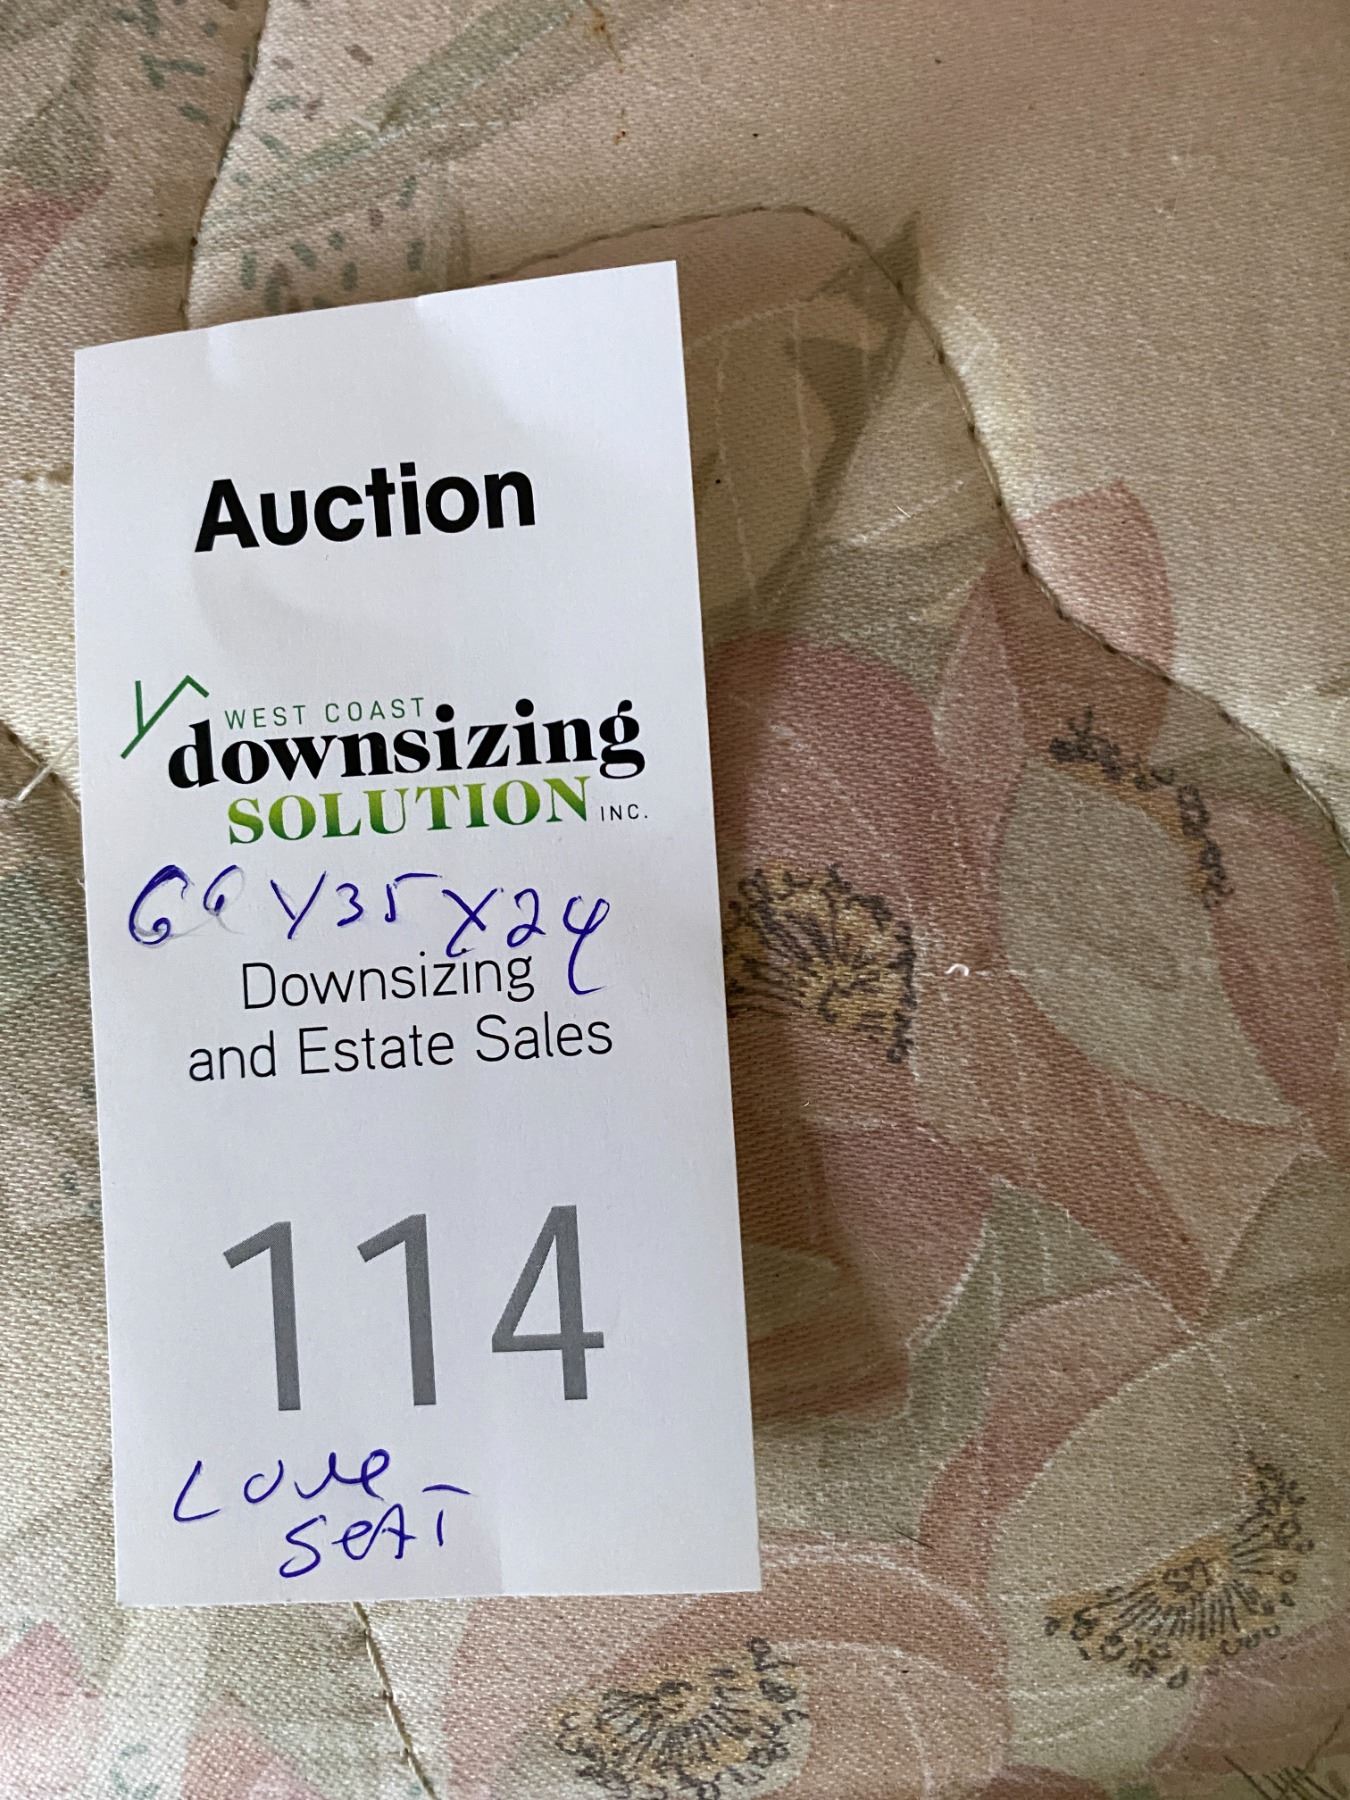 Auction
WEST COAST
downsizing
SOLUTION INC.
66 X 35 X 24
Downsizing
and Estate Sales
114
Love
SeAT